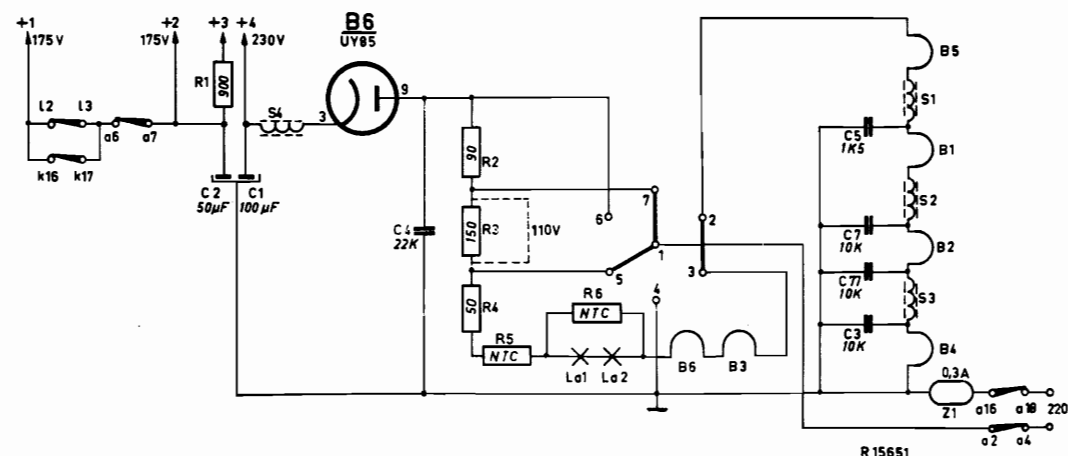 +1
175V
+2
175V
+3
+4
230V
R1
900
B6
UY85
S4
3
9
l2
l3
a6
a7
k16
k17
C2
50µF
C1
100µF
C4
22K
90
R2
150
R3
110V
50
R4
R5
NTC
R6
NTC
La1
La2
6
7
5
1
4
2
3
B6
B3
B5
S1
C5
1K5
B1
S2
C7
10K
B2
C77
10K
S3
C3
10K
B4
0,3A
Z1
a16
a18
220
a2
a4
R15651